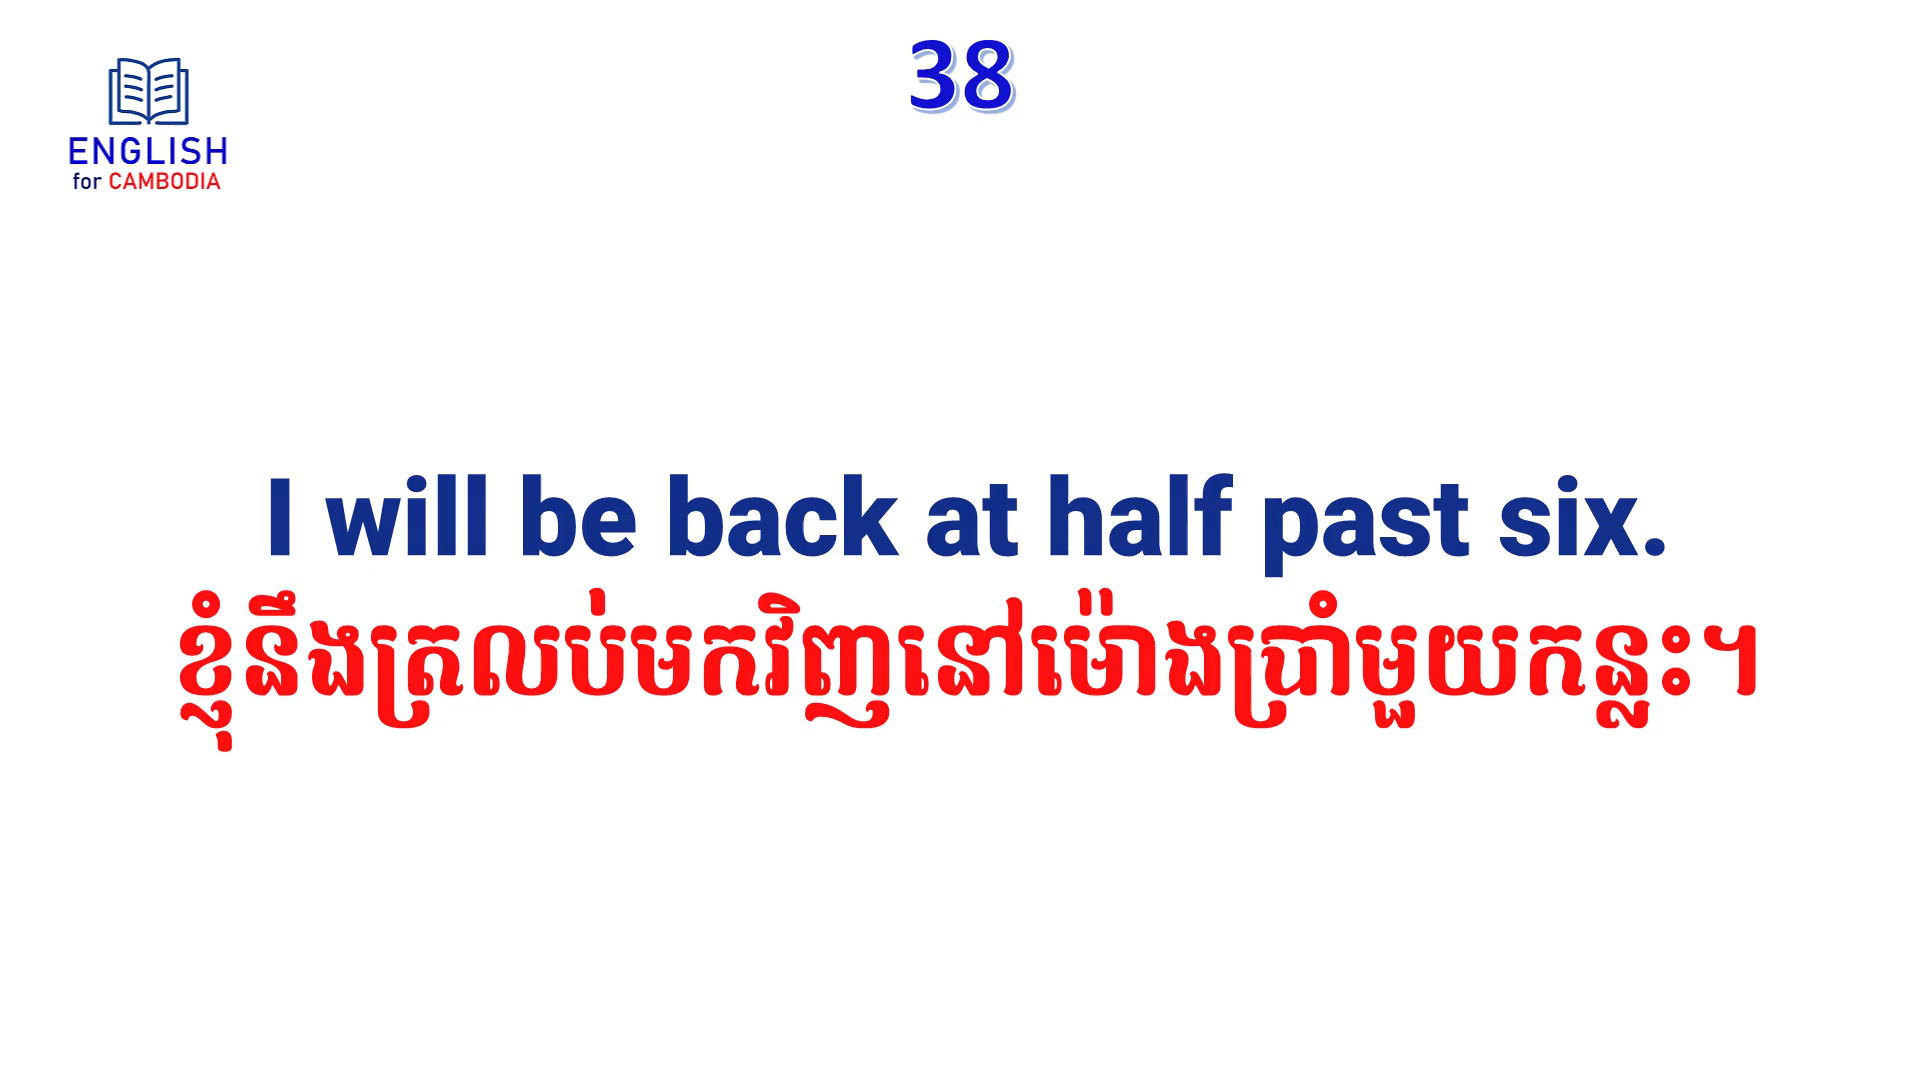 38
ENGLISH
for CAMBODIA
I will be back at half past six.
ខ្ញុំនឹងត្រលប់មកវិញនៅម៉ោងប្រាំមួយកន្លះ។